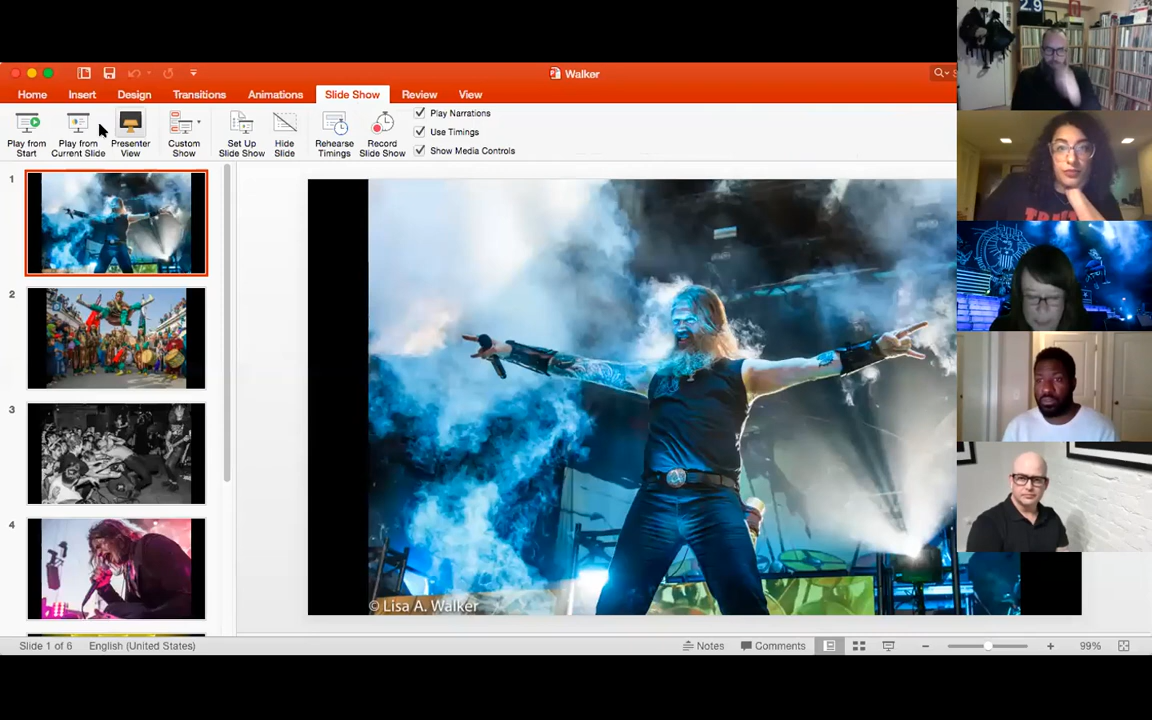 Walker
Home Insert Design Transitions Animations Slide Show Review View
Play from Start
Play from Current Slide
Presenter View
Custom Show
Set Up Slide Show
Hide Slide
Rehearse Timings
Record Slide Show
Play Narrations
Use Timings
Show Media Controls
1
2
3
4
© Lisa A. Walker
Slide 1 of 6 English (United States) Notes Comments 99%
2.9